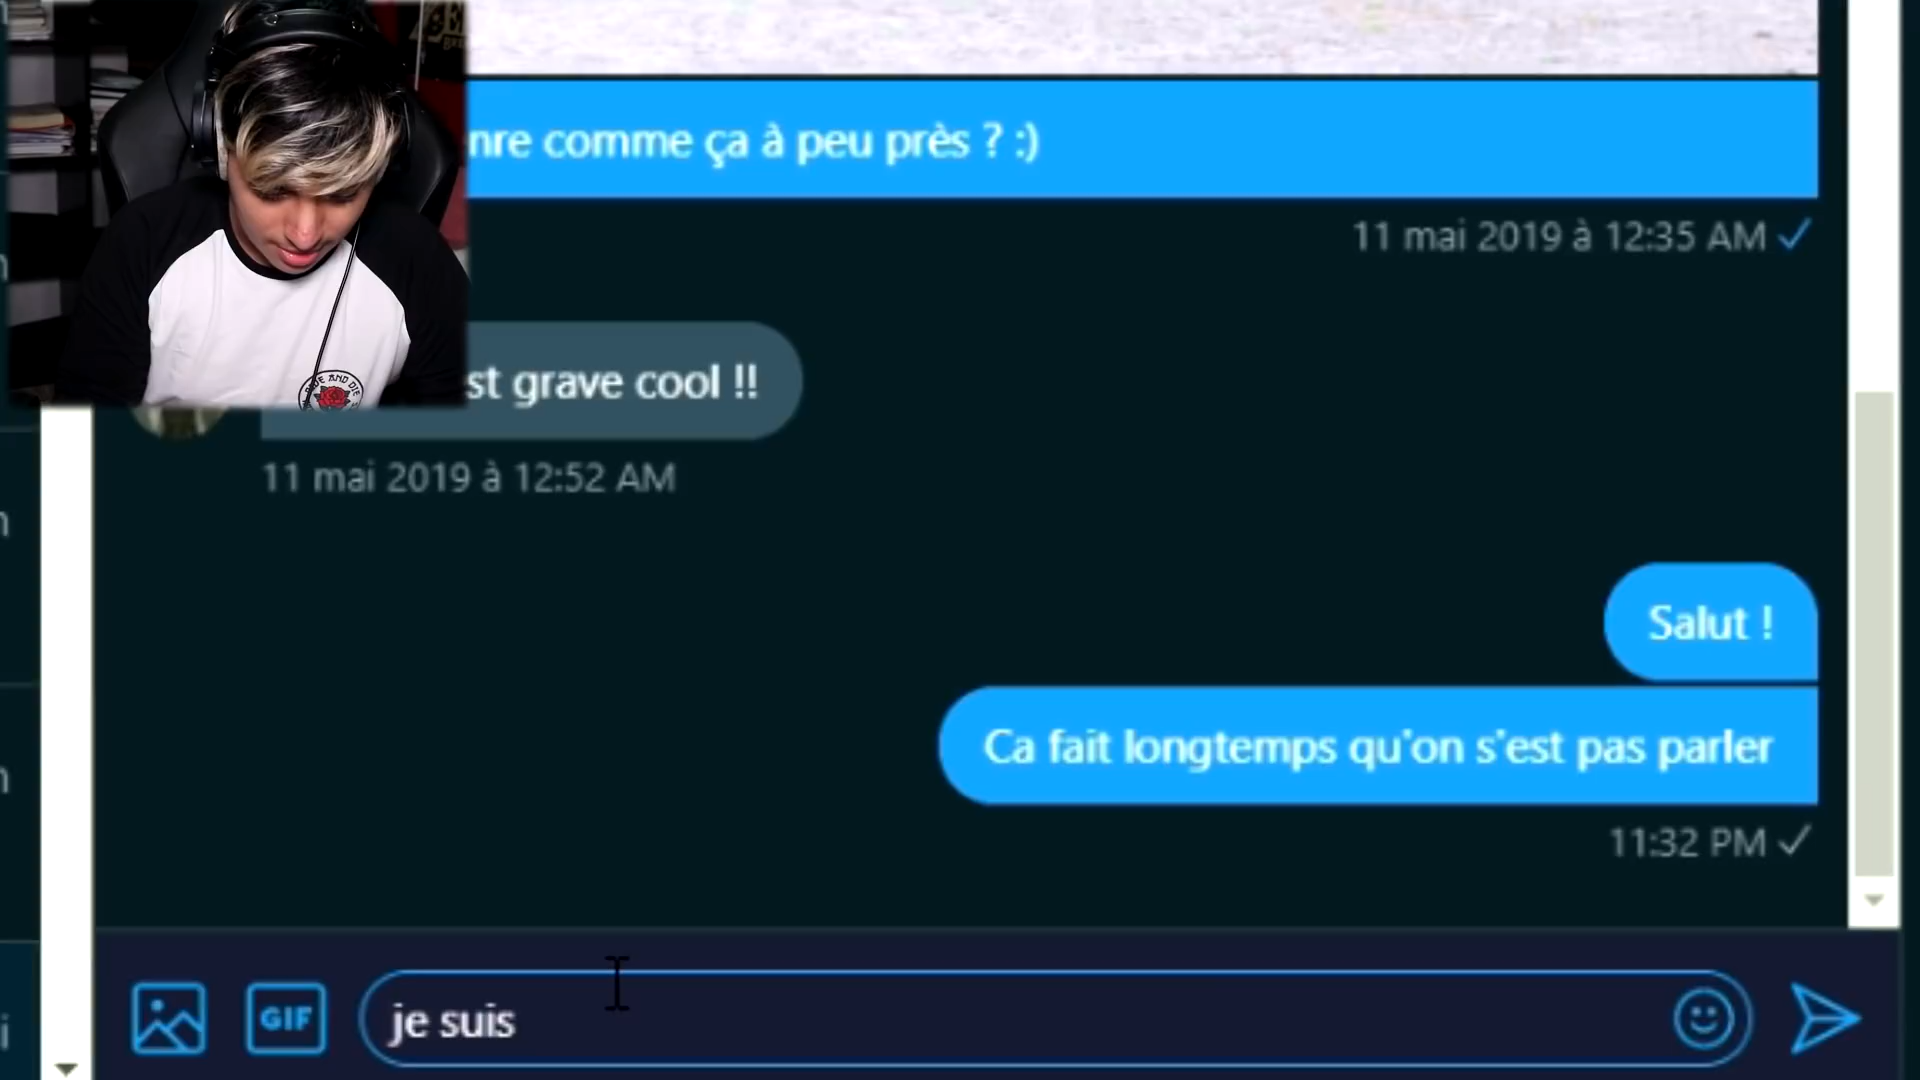 nre comme ça à peu près ? :)
11 mai 2019 à 12:35 AM
st grave cool !!
11 mai 2019 à 12:52 AM
Salut !
Ca fait longtemps qu'on s'est pas parler
11:32 PM
GIF
je suis